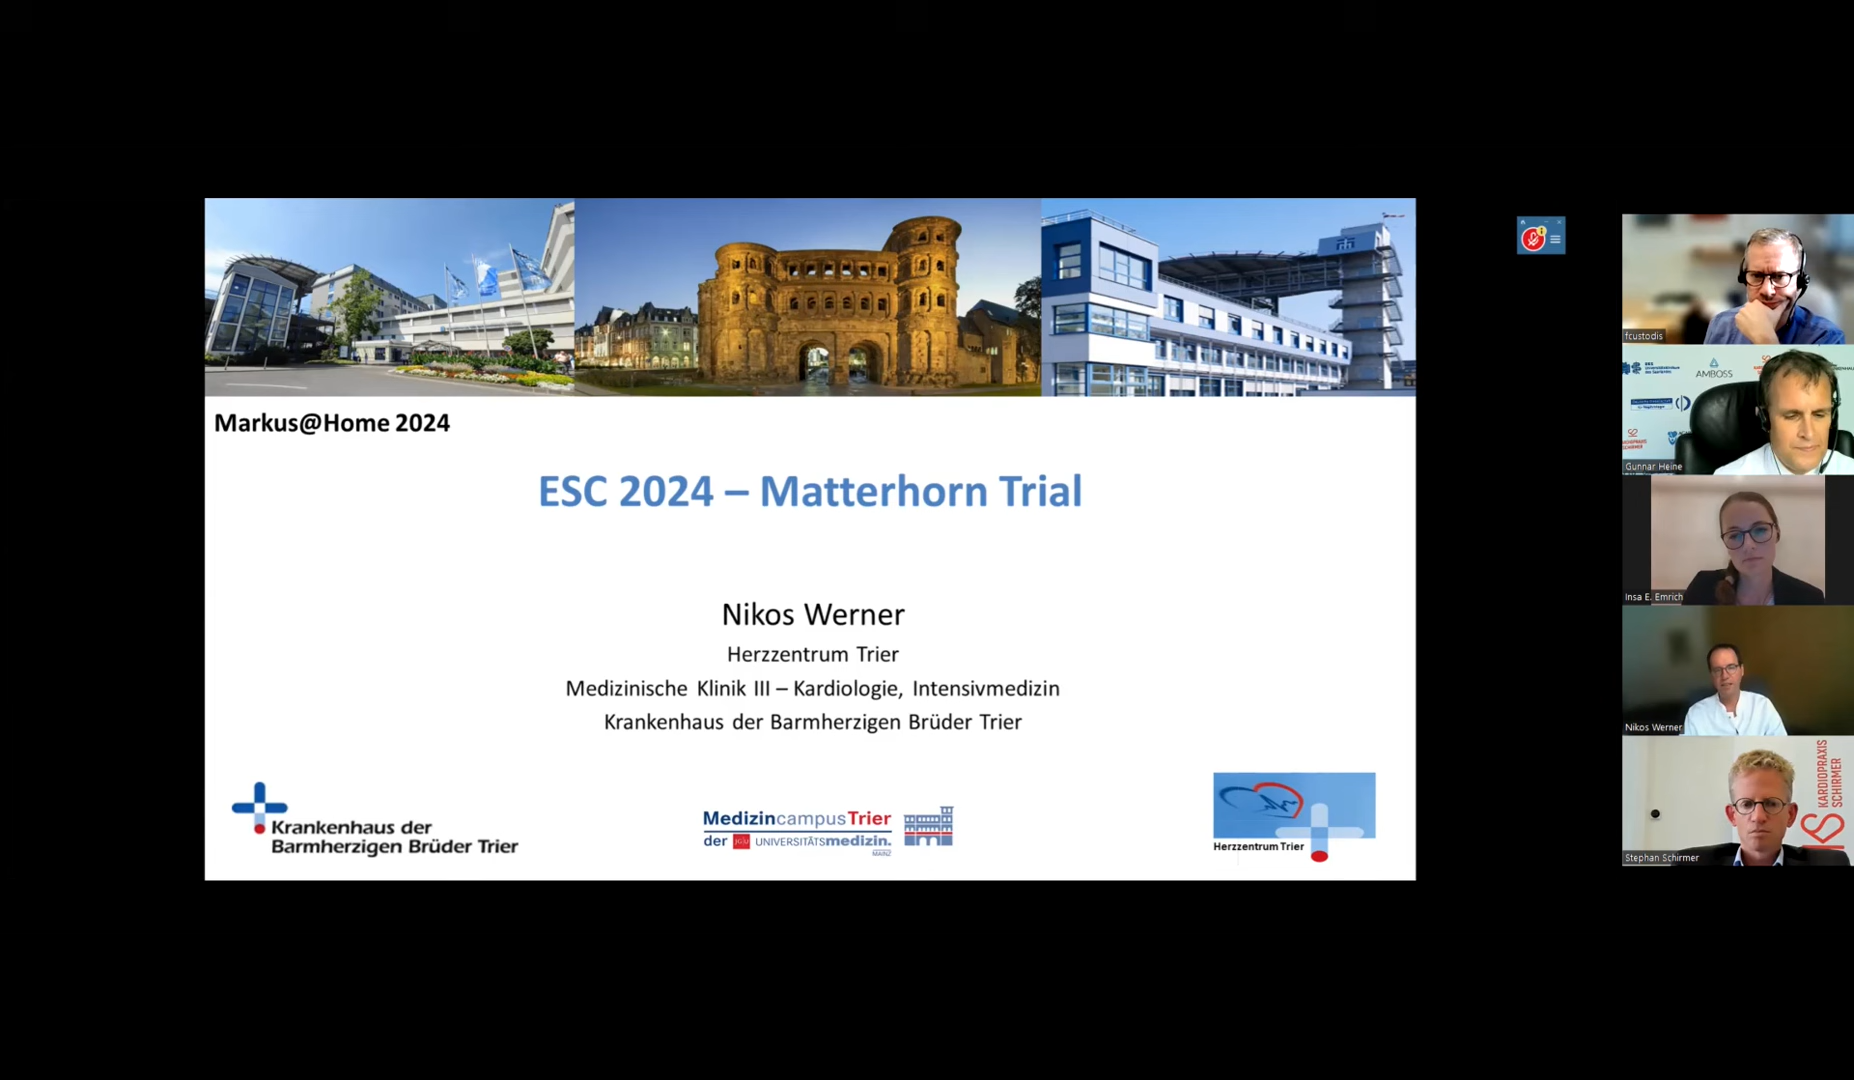 Markus@Home 2024
ESC 2024 – Matterhorn Trial
Nikos Werner
Herzzentrum Trier
Medizinische Klinik III – Kardiologie, Intensivmedizin
Krankenhaus der Barmherzigen Brüder Trier
Krankenhaus der
Barmherzigen Brüder Trier
MedizincampusTrier
der JGU UNIVERSITÄTSmedizin.
MAINZ
Herzzentrum Trier
fcustodis
AMBOSS
Gunnar Heine
Insa E. Emrich
Nikos Werner
KARDIOPRAXIS
SCHIRMER
Stephan Schirmer